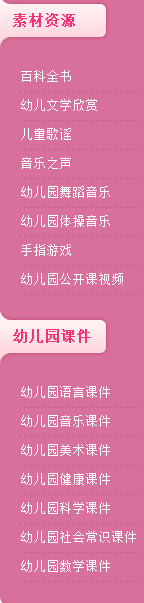 素材资源
百科全书
幼儿文学欣赏
儿童歌谣
音乐之声
幼儿园舞蹈音乐
幼儿园体操音乐
手指游戏
幼儿园公开课视频
幼儿园课件
幼儿园语言课件
幼儿园音乐课件
幼儿园美术课件
幼儿园健康课件
幼儿园科学课件
幼儿园社会常识课件
幼儿园数学课件